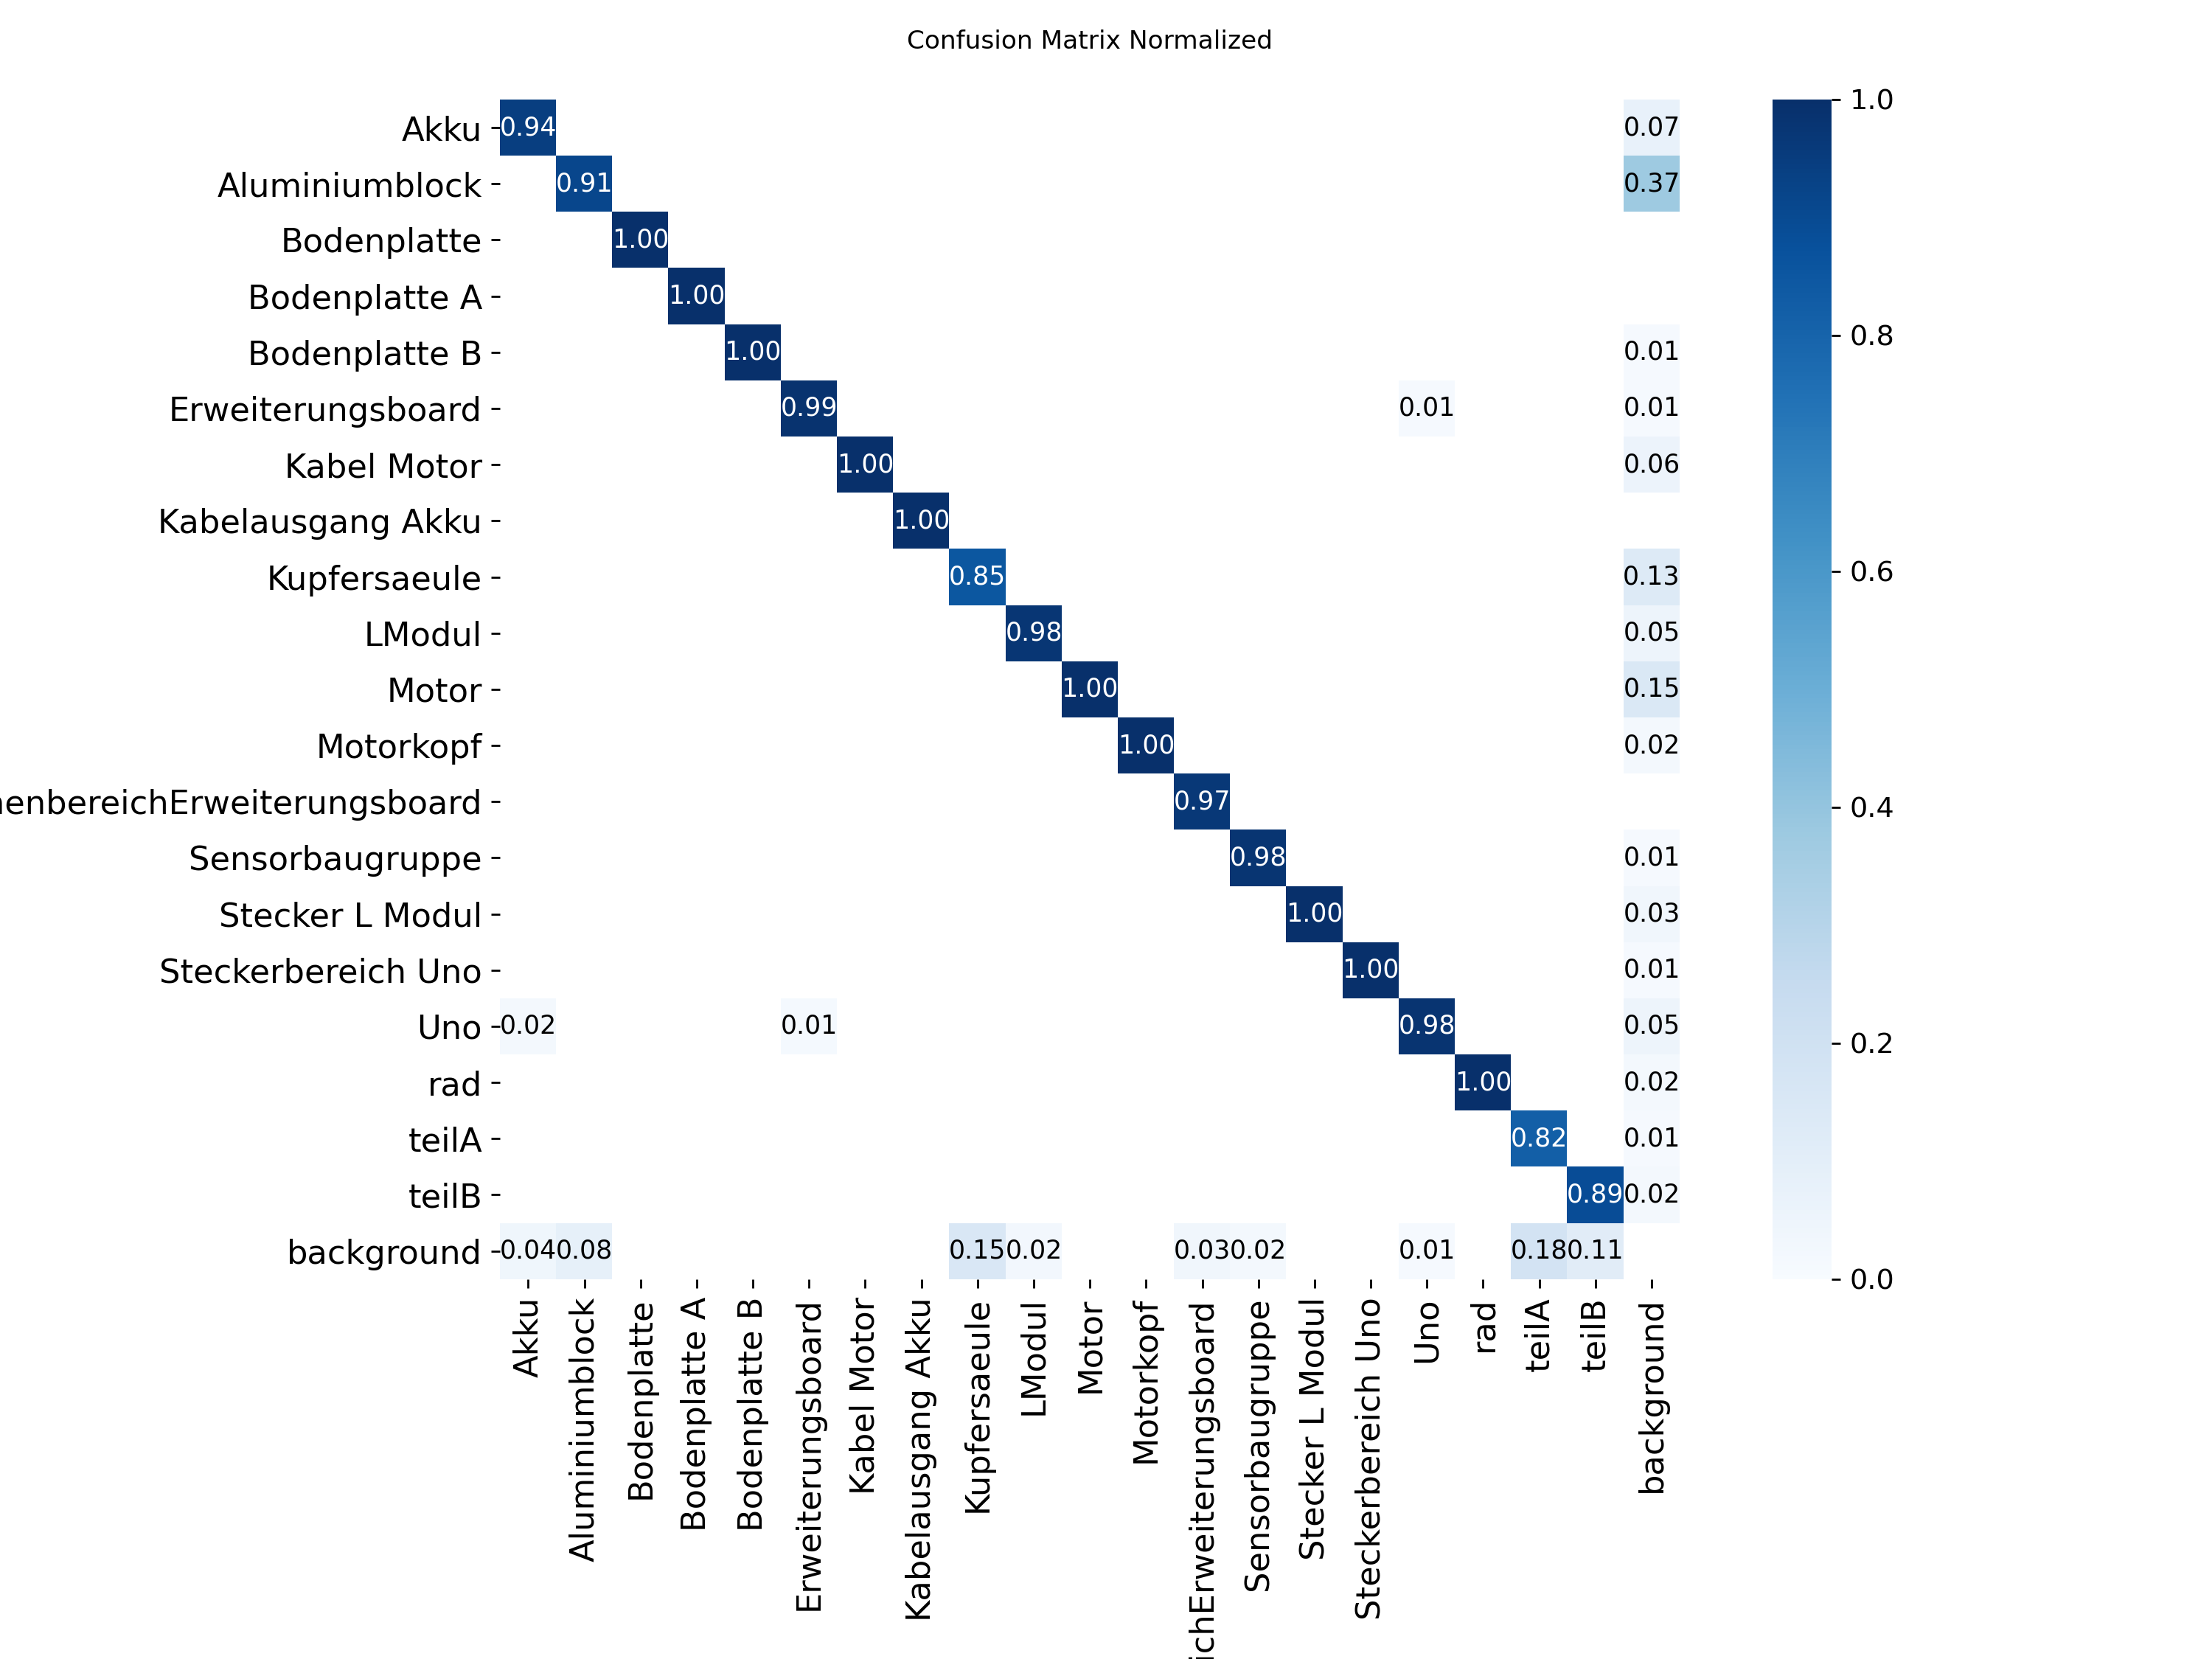 Confusion Matrix Normalized
Akku 0.94 0.07 1.0
Aluminiumblock 0.91 0.37
Bodenplatte 1.00
Bodenplatte A 1.00
Bodenplatte B 1.00 0.01 0.8
Erweiterungsboard 0.99 0.01 0.01
Kabel Motor 1.00 0.06
Kabelausgang Akku 1.00
Kupfersaeule 0.85 0.13 0.6
LModul 0.98 0.05
Motor 1.00 0.15
Motorkopf 1.00 0.02
nenbereichErweiterungsboard 0.97 0.4
Sensorbaugruppe 0.98 0.01
Stecker L Modul 1.00 0.03
Steckerbereich Uno 1.00 0.01
Uno 0.02 0.01 0.98 0.05 0.2
rad 1.00 0.02
teilA 0.82 0.01
teilB 0.89 0.02
background 0.04 0.08 0.15 0.02 0.03 0.02 0.01 0.18 0.11 0.0
Akku
Aluminiumblock
Bodenplatte
Bodenplatte A
Bodenplatte B
Erweiterungsboard
Kabel Motor
Kabelausgang Akku
Kupfersaeule
LModul
Motor
Motorkopf
ichErweiterungsboard
Sensorbaugruppe
Stecker L Modul
Steckerbereich Uno
Uno
rad
teilA
teilB
background